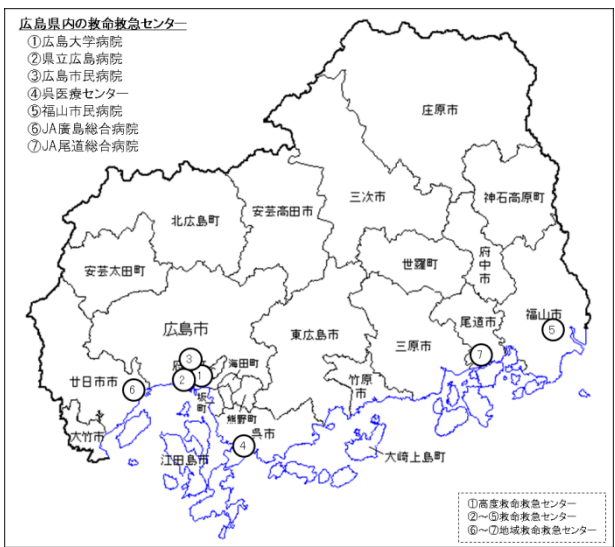 広島県内の救命救急センター
①広島大学病院
②県立広島病院
③広島市民病院
④呉医療センター
⑤福山市民病院
⑥JA廣島総合病院
⑦JA尾道総合病院
庄原市
神石高原町
三次市
安芸高田市
北広島町
安芸太田町
世羅町
府中市
福山市
⑤
尾道市
⑦
三原市
東広島市
竹原市
広島市
③
②
①
海田町
坂町
熊野町
呉市
④
廿日市市
⑥
大竹市
江田島市
大崎上島町
①高度救命救急センター
②～⑤救命救急センター
⑥～⑦地域救命救急センター